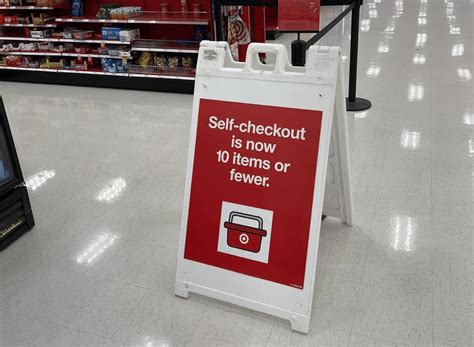 Self-checkout
is now
10 items or
fewer.